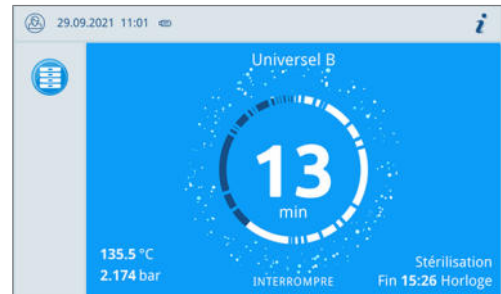 29.09.2021 11:01
Universel B
13
min
135.5 °C
2.174 bar
INTERROMPRE
Stérilisation
Fin 15:26 Horloge